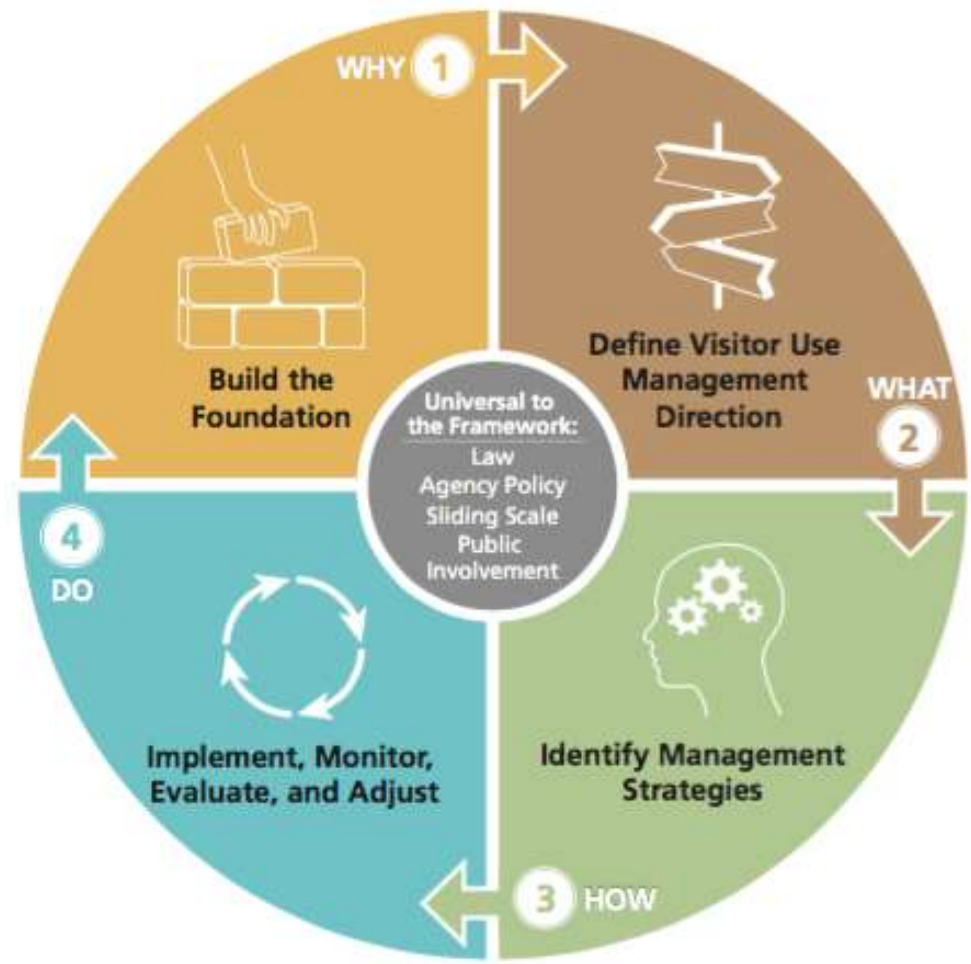 WHY 1
Build the
Foundation
Define Visitor Use
Management
Direction
WHAT
2
Universal to
the Framework:
Law
Agency Policy
Sliding Scale
Public
Involvement
Identify Management
Strategies
3 HOW
4
DO
Implement, Monitor,
Evaluate, and Adjust